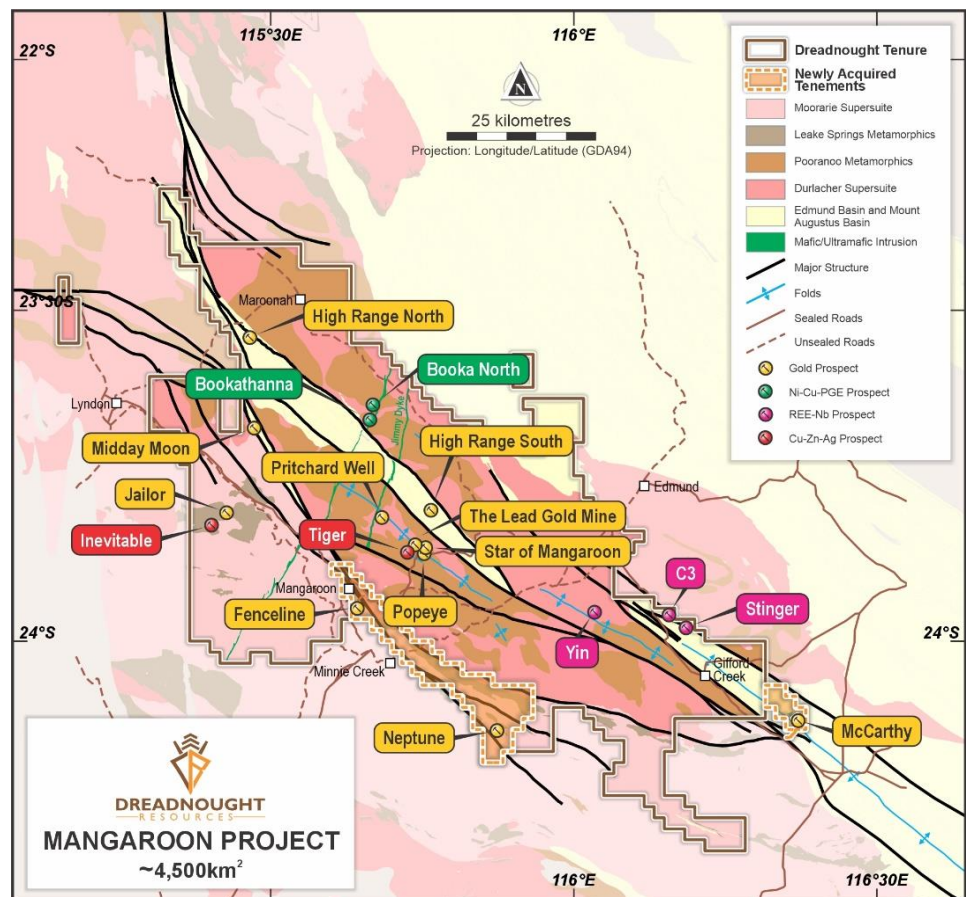 115°30E
116°E
22°S
N
25 kilometres
Projection: Longitude/Latitude (GDA94)
Dreadnought Tenure
Newly Acquired
Tenements
Moorarie Supersuite
Leake Springs Metamorphics
Pooranoo Metamorphics
Durlacher Supersuite
Edmund Basin and Mount
Augustus Basin
Mafic/Ultramafic Intrusion
Major Structure
Folds
Sealed Roads
Unsealed Roads
Gold Prospect
Ni-Cu-PGE Prospect
REE-Nb Prospect
Cu-Zn-Ag Prospect
23°30S
Maroonah
High Range North
Bookathanna
Booka North
Lyndon
Jimmy Dyke
Midday Moon
High Range South
Pritchard Well
Edmund
Jailor
The Lead Gold Mine
Inevitable
Tiger
Star of Mangaroon
C3
Mangaroon
Stinger
Fenceline
Popeye
24°S
Yin
24°S
Minnie Creek
Gifford
Creek
Neptune
McCarthy
DREADNOUGHT
RESOURCES
MANGAROON PROJECT
~4,500km²
116°E
116°30E